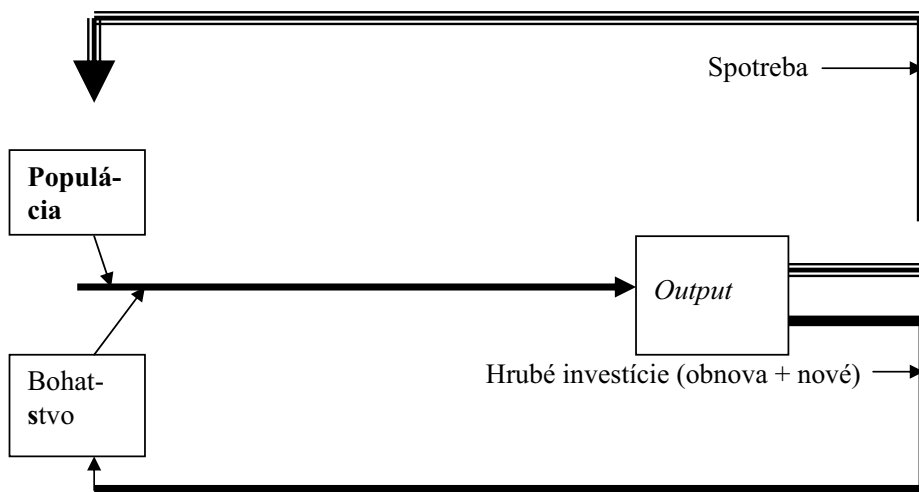 Spotreba
Populá-
cia
Output
Bohat-
stvo
Hrubé investície (obnova + nové)